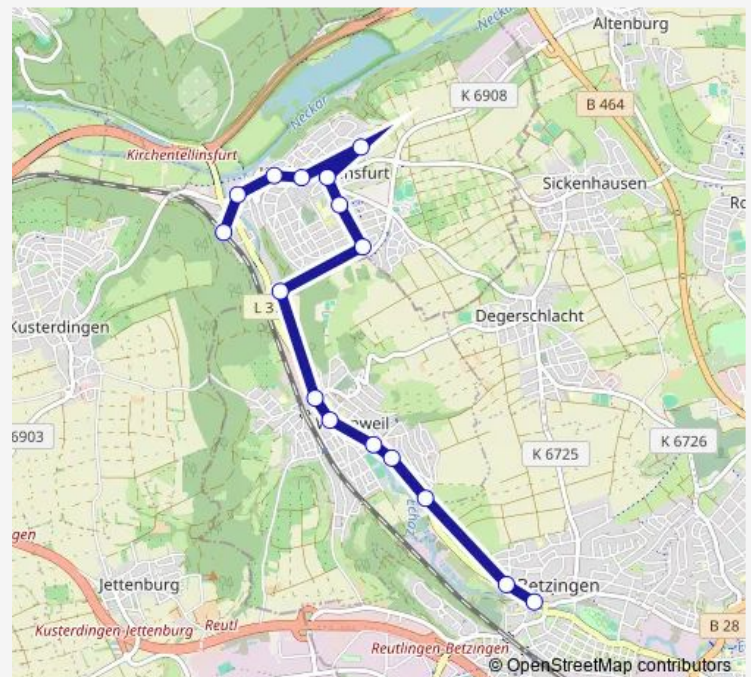 Altenburg
Neckar
K 6908
B 464
Neckar
Kirchentellinsfurt
nsfurt
Sickenhausen
L 3
Degerschlacht
Kusterdingen
weil
6903
K 6725
K 6726
Echaz
gen
Jettenburg
Betzingen
Kusterdingen-Jettenburg
Reutl
B 28
Reutlingen-Betzingen
© OpenStreetMap contributors